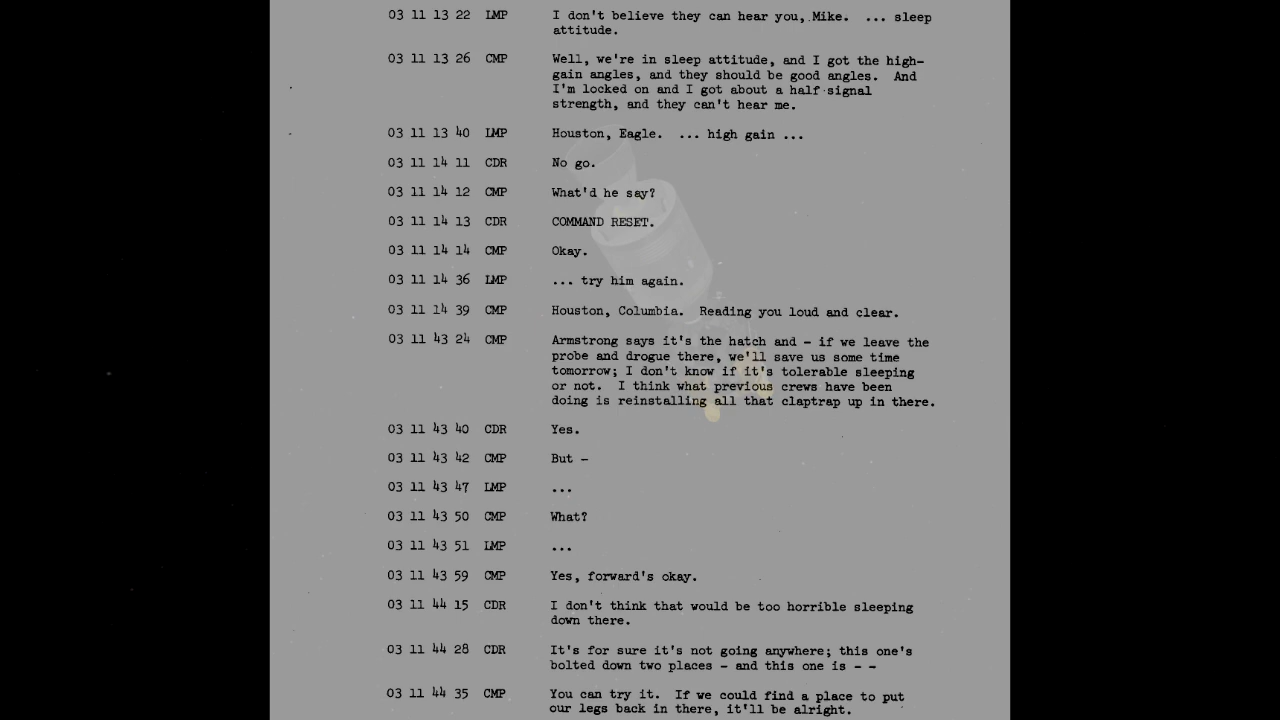 03 11 13 22 LMP I don't believe they can hear you, Mike. ... sleep
attitude.
03 11 13 26 CMP Well, we're in sleep attitude, and I got the high-
gain angles, and they should be good angles. And
I'm locked on and I got about a half signal
strength, and they can't hear me.
03 11 13 40 LMP Houston, Eagle. ... high gain ...
03 11 14 11 CDR No go.
03 11 14 12 CMP What'd he say?
03 11 14 13 CDR COMMAND RESET.
03 11 14 14 CMP Okay.
03 11 14 36 LMP ... try him again.
03 11 14 39 CMP Houston, Columbia. Reading you loud and clear.
03 11 43 24 CMP Armstrong says it's the hatch and - if we leave the
probe and drogue there, we'll save us some time
tomorrow; I don't know if it's tolerable sleeping
or not. I think what previous crews have been
doing is reinstalling all that claptrap up in there.
03 11 43 40 CDR Yes.
03 11 43 42 CMP But -
03 11 43 47 LMP ...
03 11 43 50 CMP What?
03 11 43 51 LMP ...
03 11 43 59 CMP Yes, forward's okay.
03 11 44 15 CDR I don't think that would be too horrible sleeping
down there.
03 11 44 28 CDR It's for sure it's not going anywhere; this one's
bolted down two places - and this one is - -
03 11 44 35 CMP You can try it. If we could find a place to put
our legs back in there, it'll be alright.